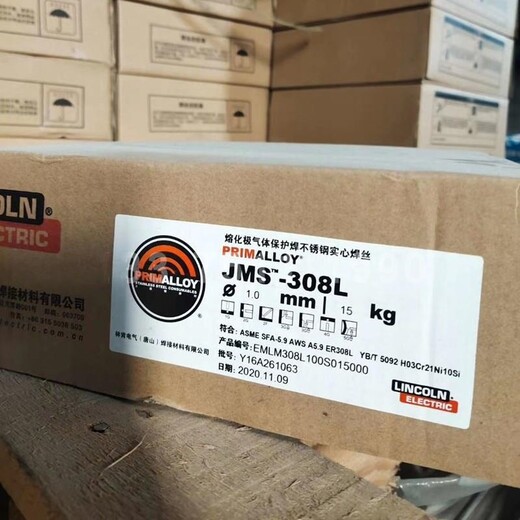 熔化极气体保护焊不锈钢实心焊丝
PRIMALLOY®
JMS™-308L
Ø 1.0 mm | 15 kg
符合: ASME SFA-5.9 AWS A5.9 ER308L YB/T 5092 H03Cr21Ni10Si
产品编号: EMLM308L100S015000
批号: Y16A261063
日期: 2020.11.09
PRIMALLOY
STAINLESS STEEL CONSUMABLES
林肯电气(唐山)焊接材料有限公司
LINCOLN®
ELECTRIC
OLN®
ECTRIC
焊接材料有限公司